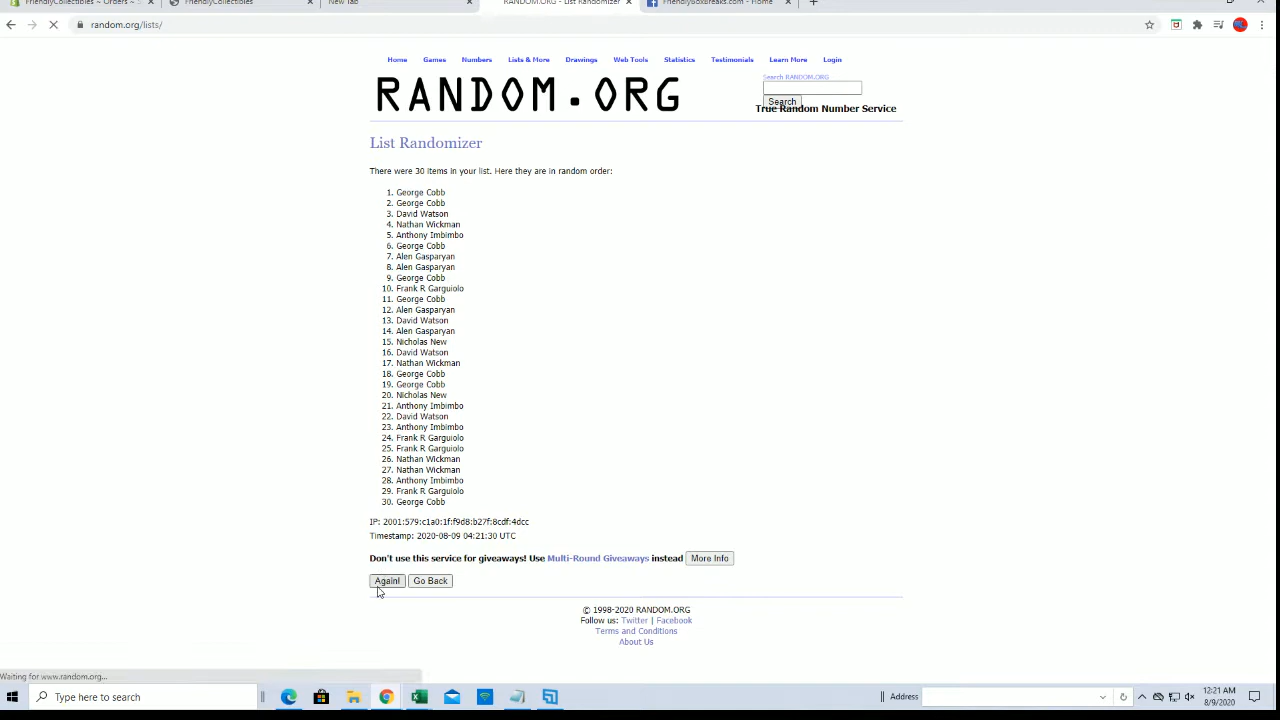 FriendlyCollectibles ~ Orders ~ S
FriendlyCollectibles
New Tab
RANDOM.ORG - List Randomizer
FriendlyBoxBreaks.com - Home
random.org/lists/
Home Games Numbers Lists & More Drawings Web Tools Statistics Testimonials Learn More Login
RANDOM.ORG
Search RANDOM.ORG
Search
True Random Number Service
List Randomizer
There were 30 items in your list. Here they are in random order:
1. George Cobb
2. George Cobb
3. David Watson
4. Nathan Wickman
5. Anthony Imbimbo
6. George Cobb
7. Alen Gasparyan
8. Alen Gasparyan
9. George Cobb
10. Frank R Garguiolo
11. George Cobb
12. Alen Gasparyan
13. David Watson
14. Alen Gasparyan
15. Nicholas New
16. David Watson
17. Nathan Wickman
18. George Cobb
19. George Cobb
20. Nicholas New
21. Anthony Imbimbo
22. David Watson
23. Anthony Imbimbo
24. Frank R Garguiolo
25. Frank R Garguiolo
26. Nathan Wickman
27. Nathan Wickman
28. Anthony Imbimbo
29. Frank R Garguiolo
30. George Cobb
IP: 2001:579:c1a0:1f:f9d8:b27f:8cdf:4dcc
Timestamp: 2020-08-09 04:21:30 UTC
Don't use this service for giveaways! Use Multi-Round Giveaways instead More Info
Again! Go Back
© 1998-2020 RANDOM.ORG
Follow us: Twitter | Facebook
Terms and Conditions
About Us
Waiting for www.random.org...
Type here to search
Address
12:21 AM
8/9/2020